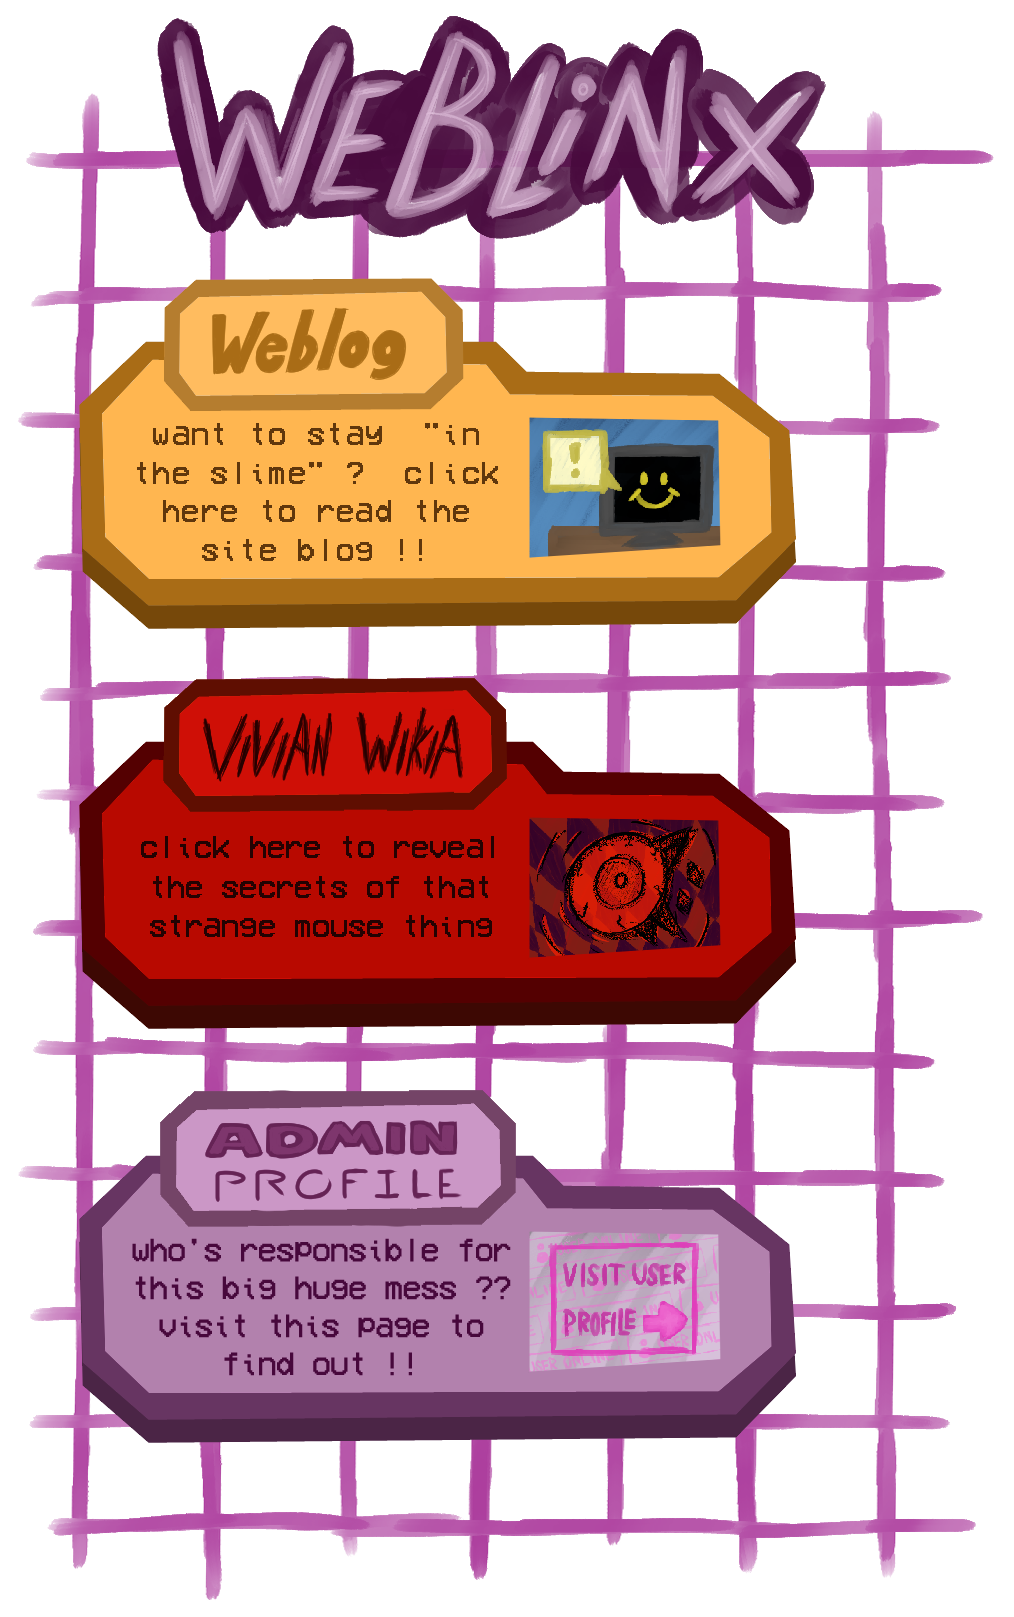 WEBLiNX
Weblog
want to stay "in
the slime" ? click
here to read the
site blog !!
!
VIVIAN WIKIA
click here to reveal
the secrets of that
strange mouse thing
ADMIN
PROFILE
who's responsible for
this big huge mess ??
visit this page to
find out !!
VISIT USER
PROFILE
USER ONLINE